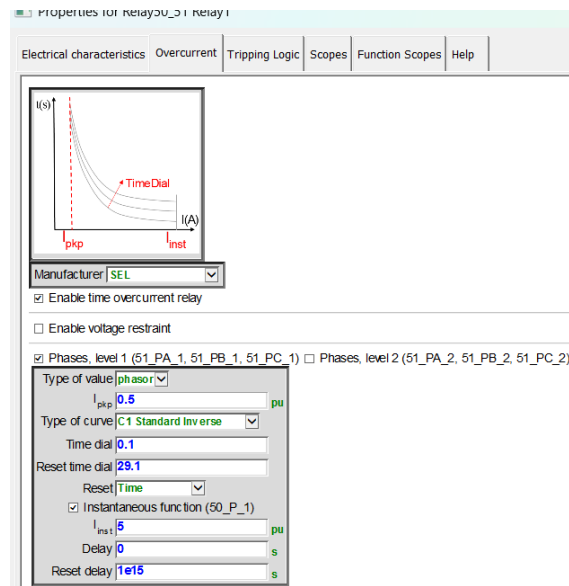 Properties for Relay50_51 Relay1
Electrical characteristics Overcurrent Tripping Logic Scopes Function Scopes Help
t(s)
TimeDial
I(A)
Ipkp Iinst
Manufacturer SEL
Enable time overcurrent relay
Enable voltage restraint
Phases, level 1 (51_PA_1, 51_PB_1, 51_PC_1) Phases, level 2 (51_PA_2, 51_PB_2, 51_PC_2)
Type of value phasor
Ipkp 0.5 pu
Type of curve C1 Standard Inverse
Time dial 0.1
Reset time dial 29.1
Reset Time
Instantaneous function (50_P_1)
Iinst 5 pu
Delay 0 s
Reset delay 1e15 s